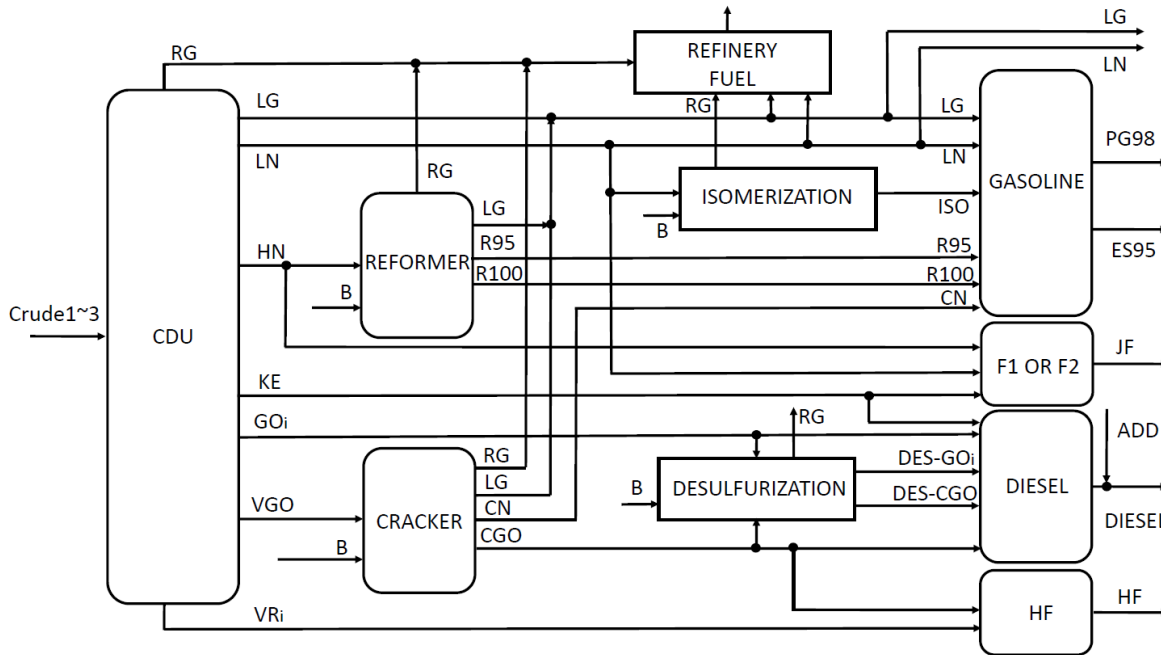 LG
RG
REFINERY
FUEL
LN
LG
RG
LG
PG98
LN
LN
RG
ISOMERIZATION
GASOLINE
LG
ISO
B
ES95
HN
R95
R95
REFORMER
R100
R100
B
CN
Crude1~3
CDU
JF
F1 OR F2
KE
GOi
RG
ADD
RG
DES-GOi
LG
B
DESULFURIZATION
DIESEL
VGO
CN
DES-CGO
CRACKER
DIESEL
CGO
B
VRi
HF
HF